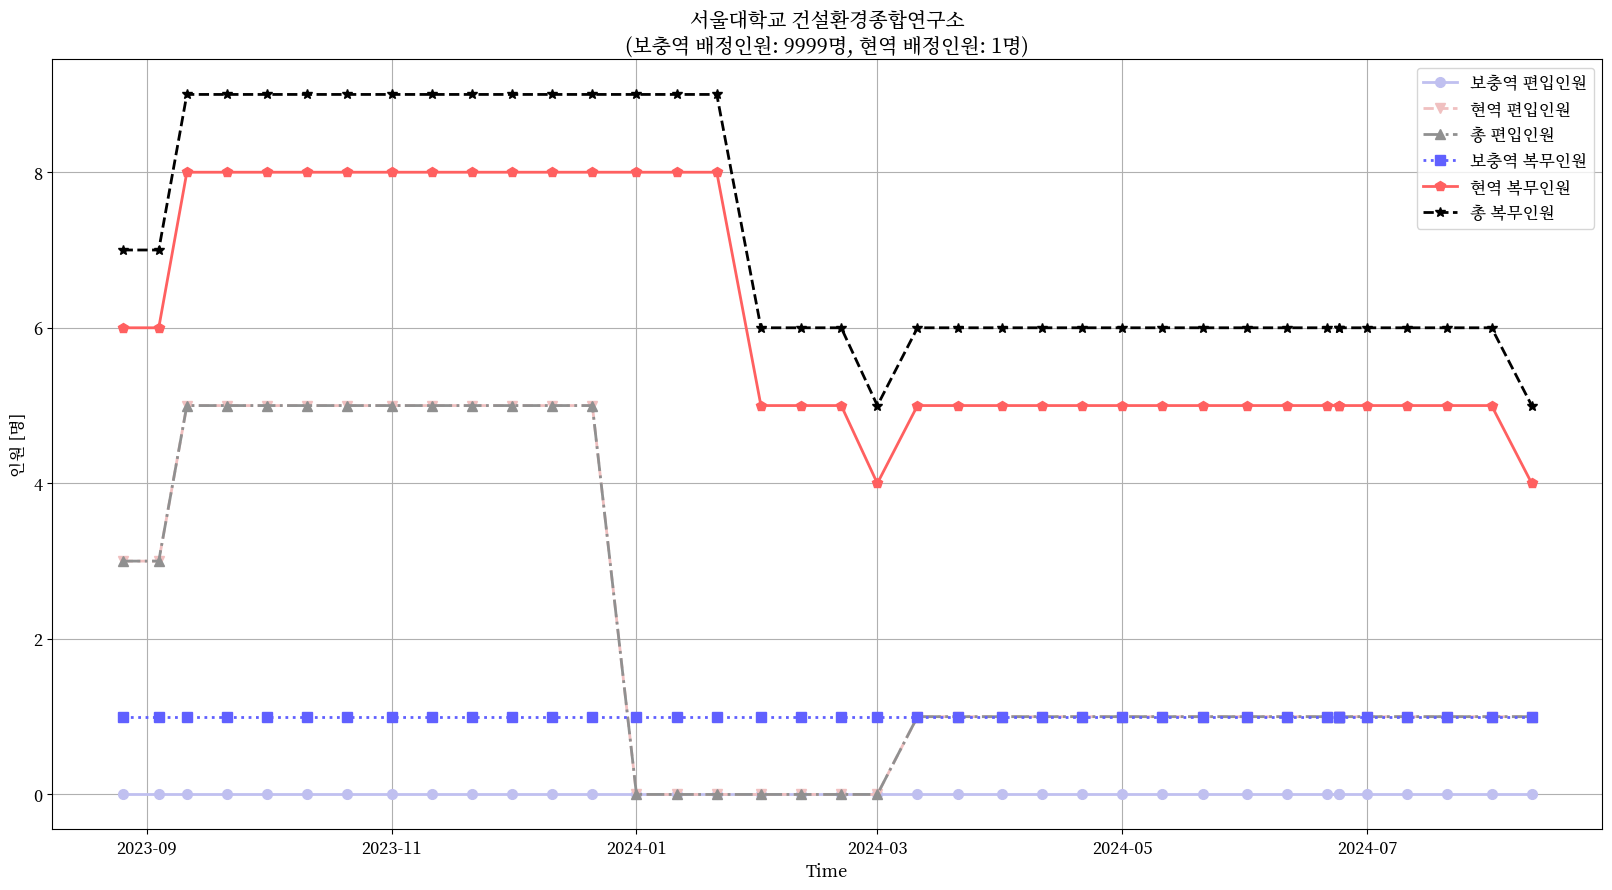 서울대학교 건설환경종합연구소
(보충역 배정인원: 9999명, 현역 배정인원: 1명)
보충역 편입인원
현역 편입인원
총 편입인원
보충역 복무인원
현역 복무인원
총 복무인원
인원 [명]
8
6
4
2
0
2023-09
2023-11
2024-01
2024-03
2024-05
2024-07
Time